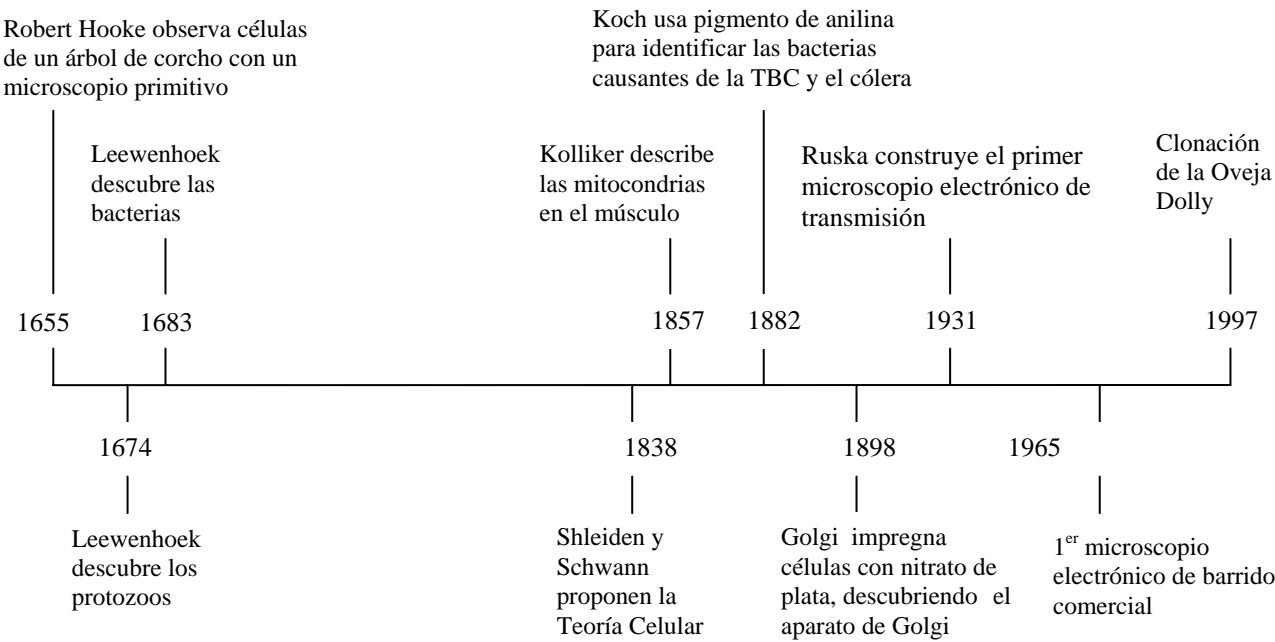 Robert Hooke observa células
de un árbol de corcho con un
microscopio primitivo
Koch usa pigmento de anilina
para identificar las bacterias
causantes de la TBC y el cólera
Leewenhoek
descubre las
bacterias
Kolliker describe
las mitocondrias
en el músculo
Ruska construye el primer
microscopio electrónico de
transmisión
Clonación
de la Oveja
Dolly
1655
1683
1857
1882
1931
1997
1674
1838
1898
1965
Leewenhoek
descubre los
protozoos
Shleiden y
Schwann
proponen la
Teoría Celular
Golgi impregna
células con nitrato de
plata, descubriendo el
aparato de Golgi
1er microscopio
electrónico de barrido
comercial